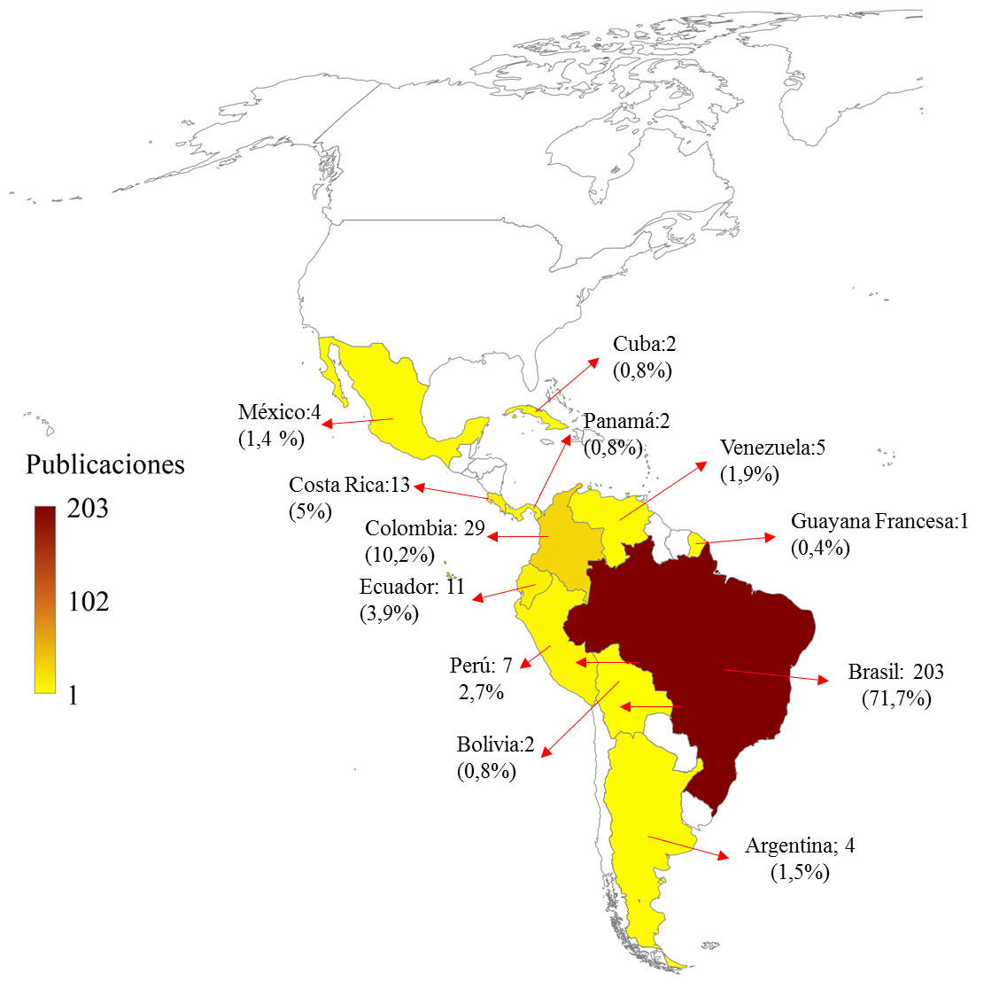 Cuba:2
(0,8%)
México:4
(1,4 %)
Panamá:2
(0,8%)
Venezuela:5
(1,9%)
Publicaciones
203
102
1
Costa Rica:13
(5%)
Guayana Francesa:1
(0,4%)
Colombia: 29
(10,2%)
Ecuador: 11
(3,9%)
Perú: 7
2,7%
Brasil: 203
(71,7%)
Bolivia:2
(0,8%)
Argentina; 4
(1,5%)